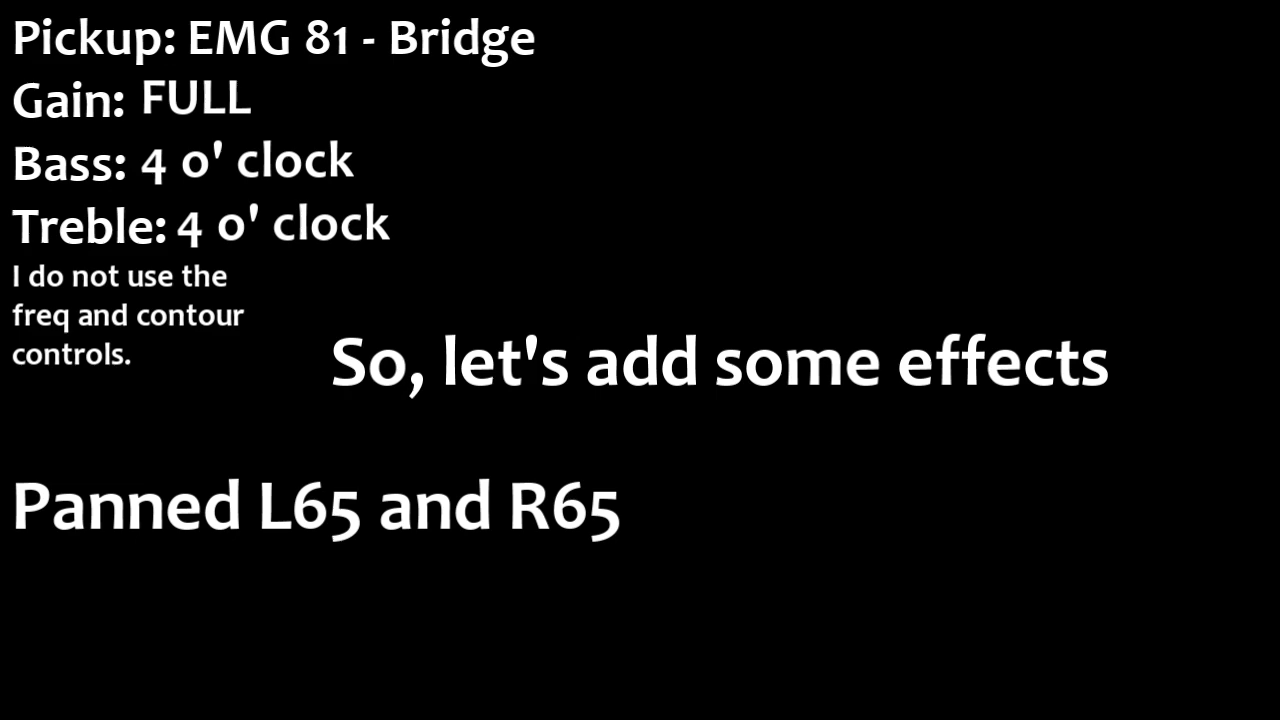 Pickup: EMG 81 - Bridge
Gain: FULL
Bass: 4 o' clock
Treble: 4 o' clock
I do not use the
freq and contour
controls.
So, let's add some effects
Panned L65 and R65